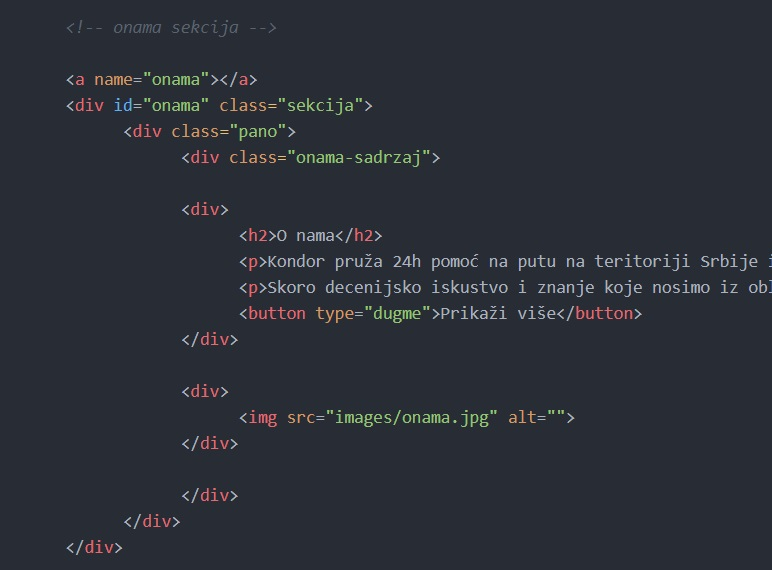 <!-- onama sekcija -->
<a name="onama"></a>
<div id="onama" class="sekcija">
<div class="pano">
<div class="onama-sadrzaj">
<div>
<h2>O nama</h2>
<p>Kondor pruža 24h pomoć na putu na teritoriji Srbije i
<p>Skoro decenijsko iskustvo i znanje koje nosimo iz obl
<button type="dugme">Prikaži više</button>
</div>
<div>
<img src="images/onama.jpg" alt="">
</div>
</div>
</div>
</div>